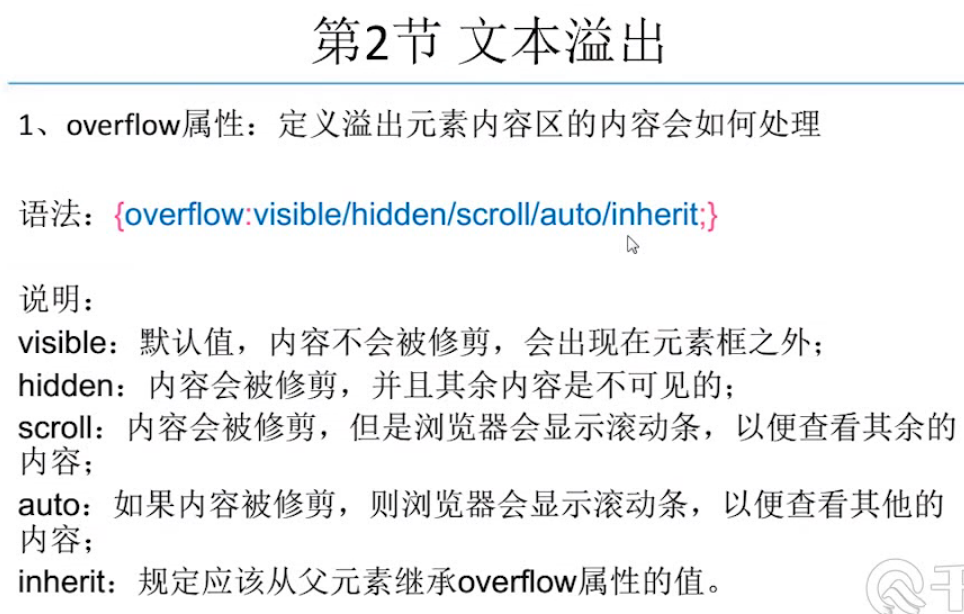 第2节 文本溢出
1、overflow属性：定义溢出元素内容区的内容会如何处理
语法：{overflow:visible/hidden/scroll/auto/inherit;}
说明：
visible：默认值，内容不会被修剪，会出现在元素框之外；
hidden：内容会被修剪，并且其余内容是不可见的；
scroll：内容会被修剪，但是浏览器会显示滚动条，以便查看其余的
内容；
auto：如果内容被修剪，则浏览器会显示滚动条，以便查看其他的
内容；
inherit：规定应该从父元素继承overflow属性的值。